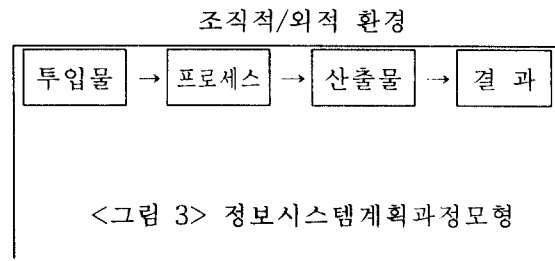 조직적/외적 환경
투입물 → 프로세스 → 산출물 → 결 과
<그림 3> 정보시스템계획과정모형